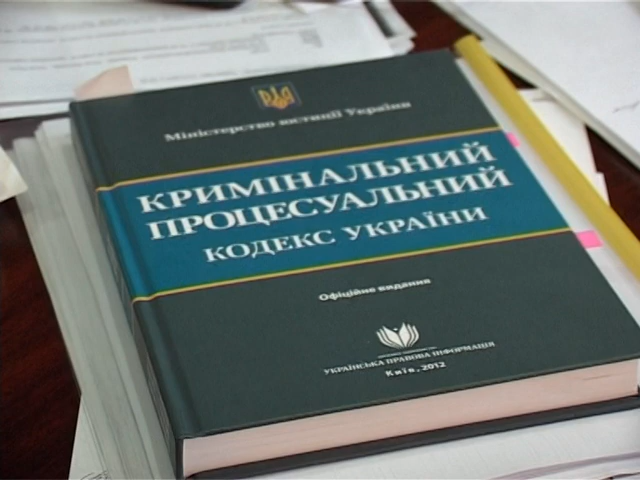 Міністерство юстиції України
КРИМІНАЛЬНИЙ
ПРОЦЕСУАЛЬНИЙ
КОДЕКС УКРАЇНИ
Офіційне видання
УКРАЇНСЬКА ПРАВОВА ІНФОРМАЦІЯ
Київ, 2012